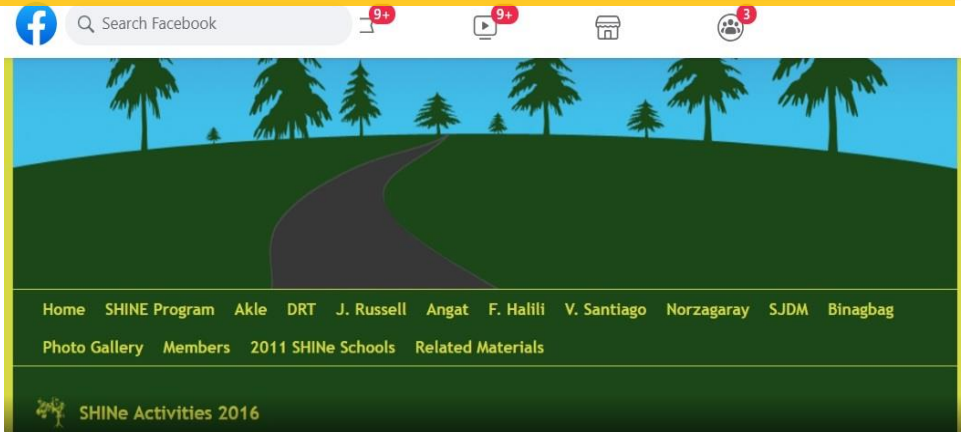 Search Facebook
9+ 9+ 3
Home SHINE Program Akle DRT J. Russell Angat F. Halili V. Santiago Norzagaray SJDM Binagbag
Photo Gallery Members 2011 SHINe Schools Related Materials
SHINe Activities 2016